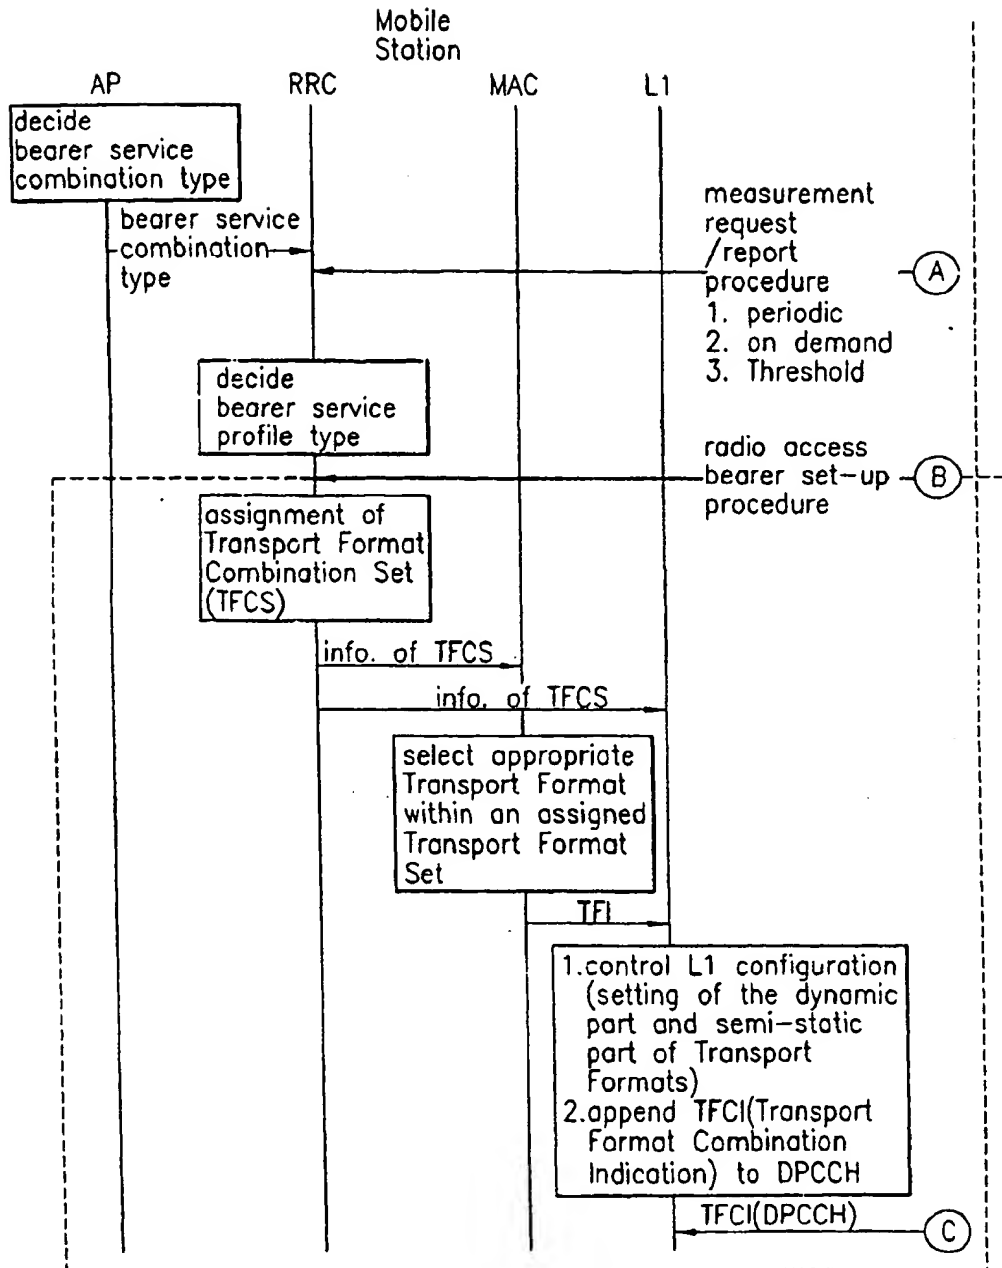 Mobile
Station
AP RRC MAC L1
decide
bearer service
combination type
bearer service
combination
type
measurement
request
/report
procedure
1. periodic
2. on demand
3. Threshold
A
decide
bearer service
profile type
radio access
bearer set-up
procedure
B
assignment of
Transport Format
Combination Set
(TFCS)
info. of TFCS
info. of TFCS
select appropriate
Transport Format
within an assigned
Transport Format
Set
TFI
1.control L1 configuration
(setting of the dynamic
part and semi-static
part of Transport
Formats)
2.append TFCI(Transport
Format Combination
Indication) to DPCCH
TFCI(DPCCH)
C